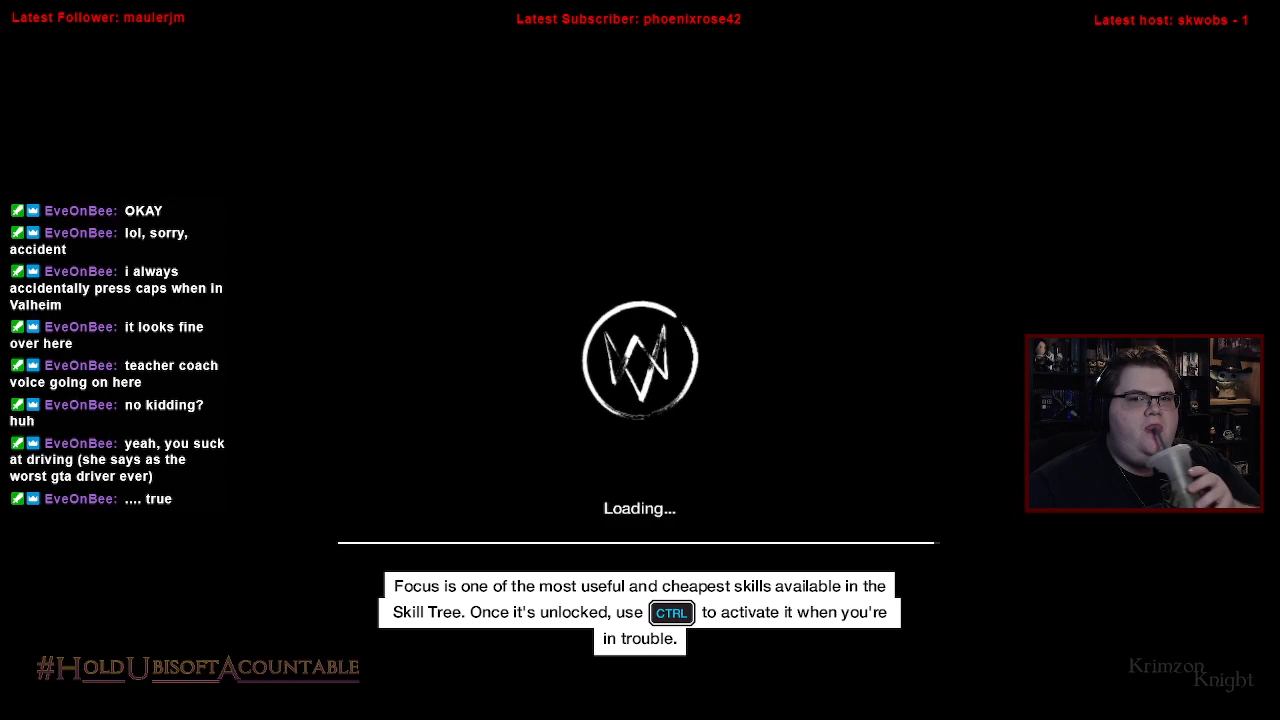 Latest Follower: maulerjm
Latest Subscriber: phoenixrose42
Latest host: skwobs - 1
EveOnBee: OKAY
EveOnBee: lol, sorry,
accident
EveOnBee: i always
accidentally press caps when in
Valheim
EveOnBee: it looks fine
over here
EveOnBee: teacher coach
voice going on here
EveOnBee: no kidding?
huh
EveOnBee: yeah, you suck
at driving (she says as the
worst gta driver ever)
EveOnBee: .... true
Loading...
Focus is one of the most useful and cheapest skills available in the
Skill Tree. Once it's unlocked, use CTRL to activate it when you're
in trouble.
#HoldUbisoftAcountable
Krimzon
Knight